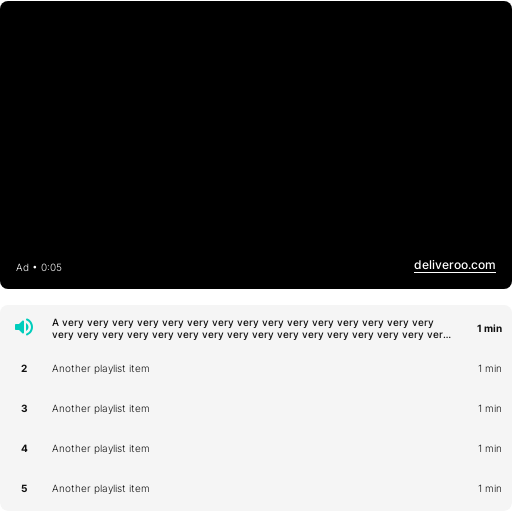 Ad • 0:05
deliveroo.com
A very very very very very very very very very very very very very very very
very very very very very very very very very very very very very very very ver...
1 min
2 Another playlist item 1 min
3 Another playlist item 1 min
4 Another playlist item 1 min
5 Another playlist item 1 min